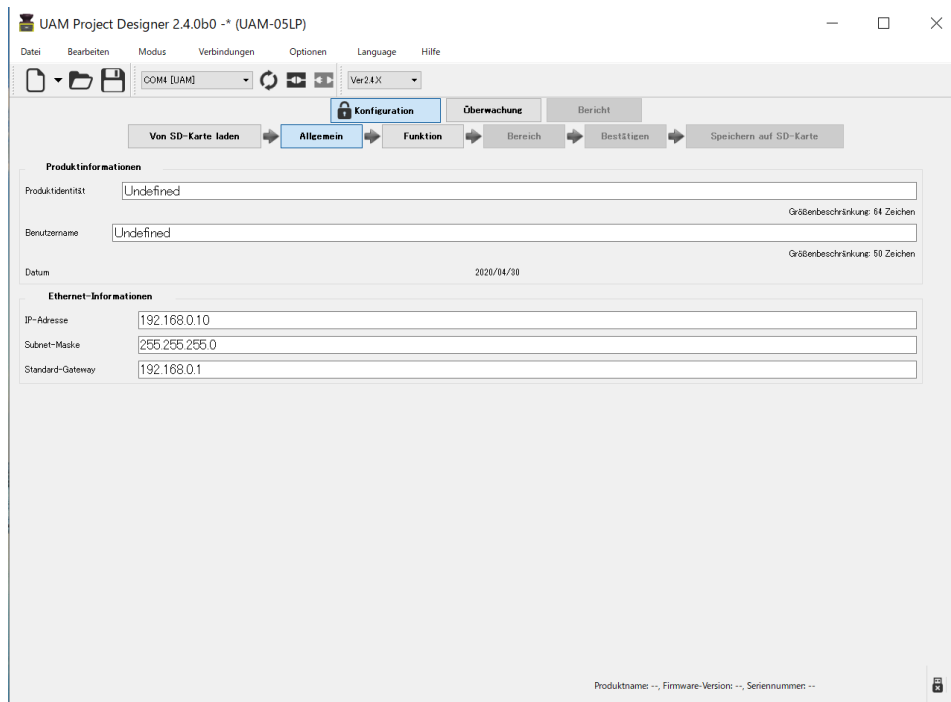 UAM Project Designer 2.4.0b0 -* (UAM-05LP)
Datei Bearbeiten Modus Verbindungen Optionen Language Hilfe
COM4 [UAM] Ver2.4.X
Konfiguration Überwachung Bericht
Von SD-Karte laden Allgemein Funktion Bereich Bestätigen Speichern auf SD-Karte
Produktinformationen
Produktidentität Undefined
Größenbeschränkung: 64 Zeichen
Benutzername Undefined
Größenbeschränkung: 50 Zeichen
Datum 2020/04/30
Ethernet-Informationen
IP-Adresse 192.168.0.10
Subnet-Maske 255.255.255.0
Standard-Gateway 192.168.0.1
Produktname: --, Firmware-Version: --, Seriennummer: --